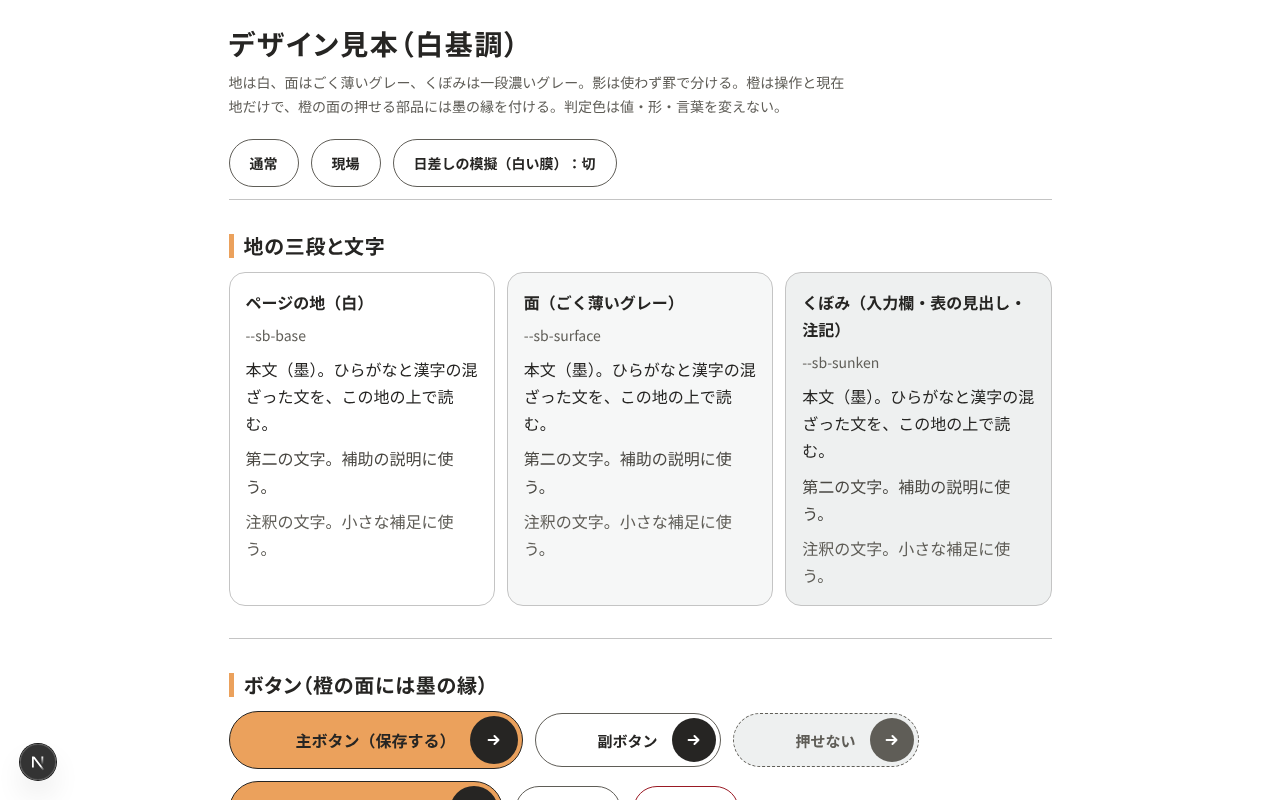 デザイン見本（白基調）
地は白、面はごく薄いグレー、くぼみは一段濃いグレー。影は使わず罫で分ける。橙は操作と現在
地だけで、橙の面の押せる部品には墨の縁を付ける。判定色は値・形・言葉を変えない。
通常
現場
日差しの模擬（白い膜）：切
地の三段と文字
ページの地（白）
--sb-base
本文（墨）。ひらがなと漢字の混
ざった文を、この地の上で読
む。
第二の文字。補助の説明に使
う。
注釈の文字。小さな補足に使
う。
面（ごく薄いグレー）
--sb-surface
本文（墨）。ひらがなと漢字の混
ざった文を、この地の上で読
む。
第二の文字。補助の説明に使
う。
注釈の文字。小さな補足に使
う。
くぼみ（入力欄・表の見出し・
注記）
--sb-sunken
本文（墨）。ひらがなと漢字の混
ざった文を、この地の上で読
む。
第二の文字。補助の説明に使
う。
注釈の文字。小さな補足に使
う。
ボタン（橙の面には墨の縁）
主ボタン（保存する）
副ボタン
押せない
N